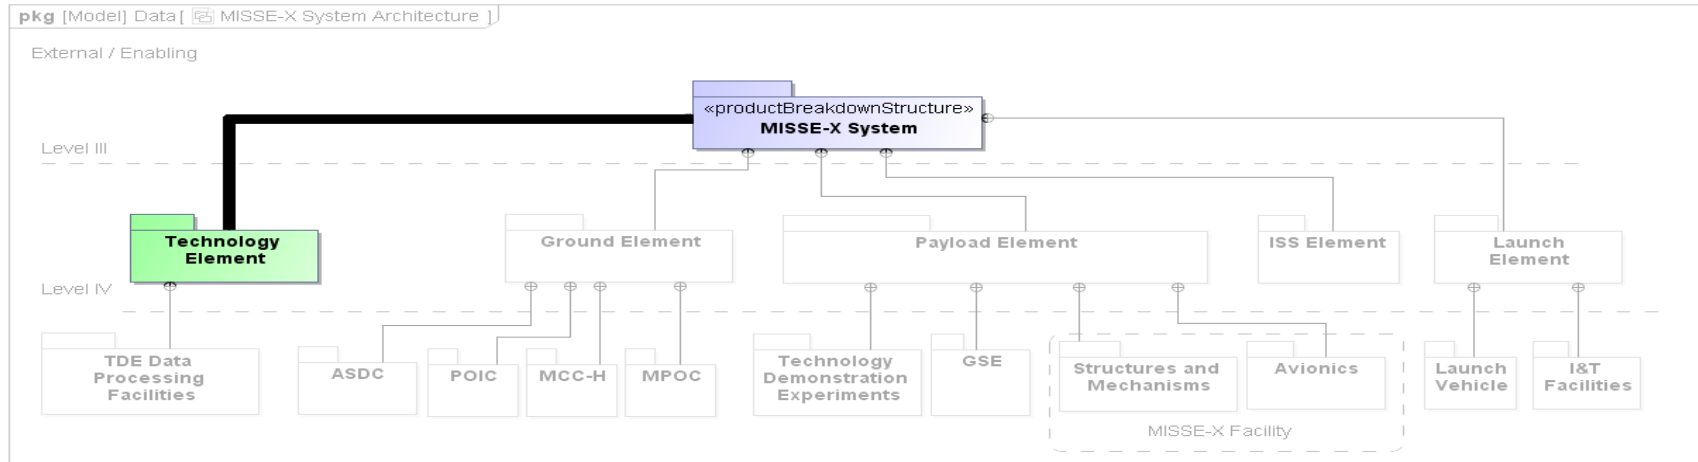 pkg [Model] Data[ MISSE-X System Architecture ]
External / Enabling
«productBreakdownStructure»
MISSE-X System
Level III
Technology
Element
Ground Element
Payload Element
ISS Element
Launch
Element
Level IV
TDE Data
Processing
Facilities
ASDC
POIC
MCC-H
MPOC
Technology
Demonstration
Experiments
GSE
Structures and
Mechanisms
Avionics
Launch
Vehicle
I&T
Facilities
MISSE-X Facility